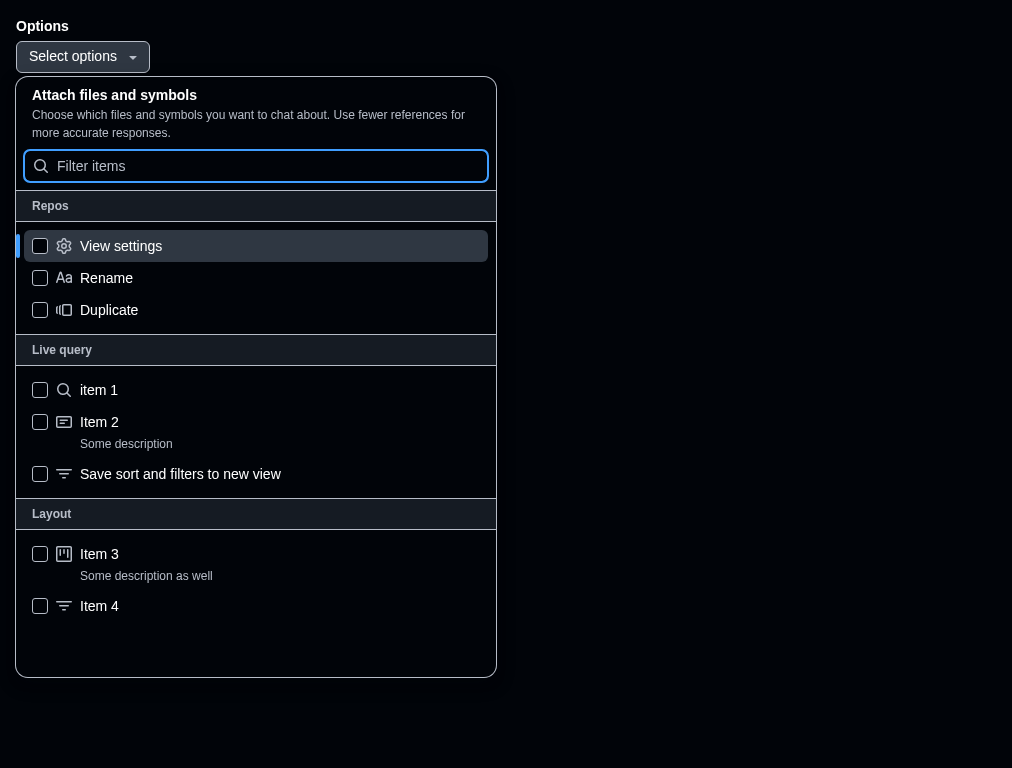 Options
Select options
Attach files and symbols
Choose which files and symbols you want to chat about. Use fewer references for
more accurate responses.
Filter items
Repos
View settings
Rename
Duplicate
Live query
item 1
Item 2
Some description
Save sort and filters to new view
Layout
Item 3
Some description as well
Item 4